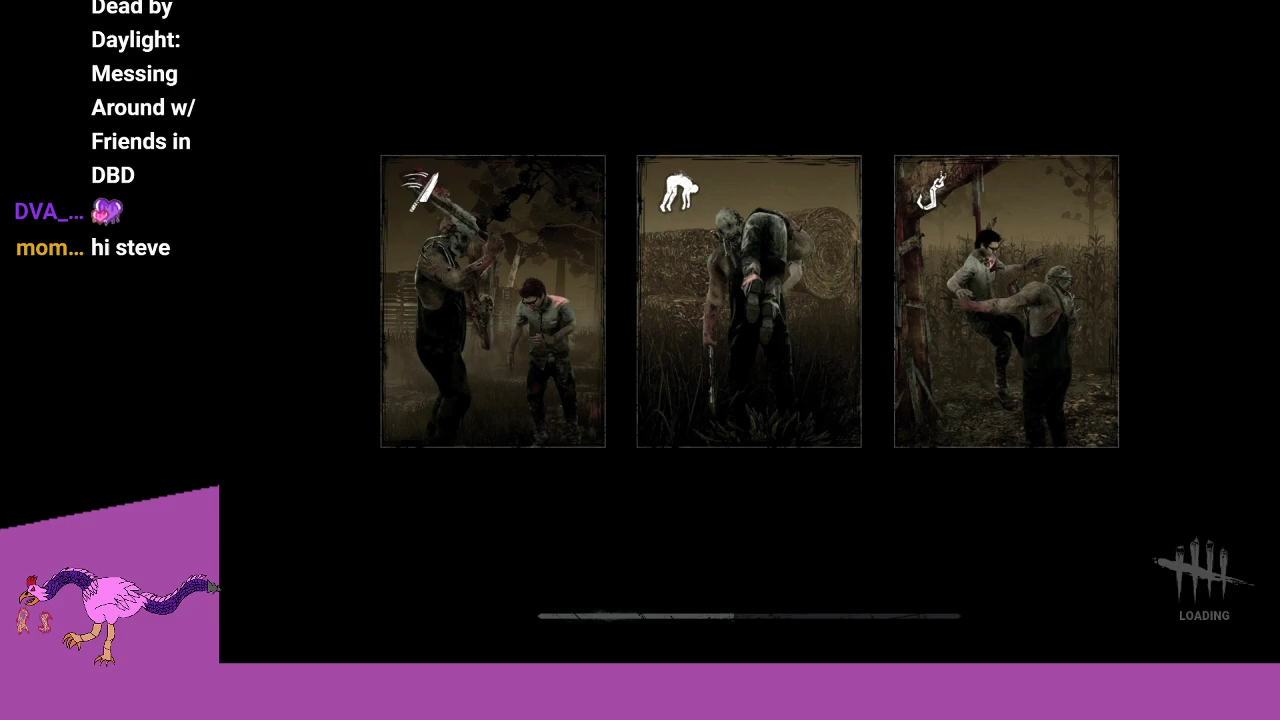 Dead by
Daylight:
Messing
Around w/
Friends in
DBD
DVA_...
mom... hi steve
LOADING